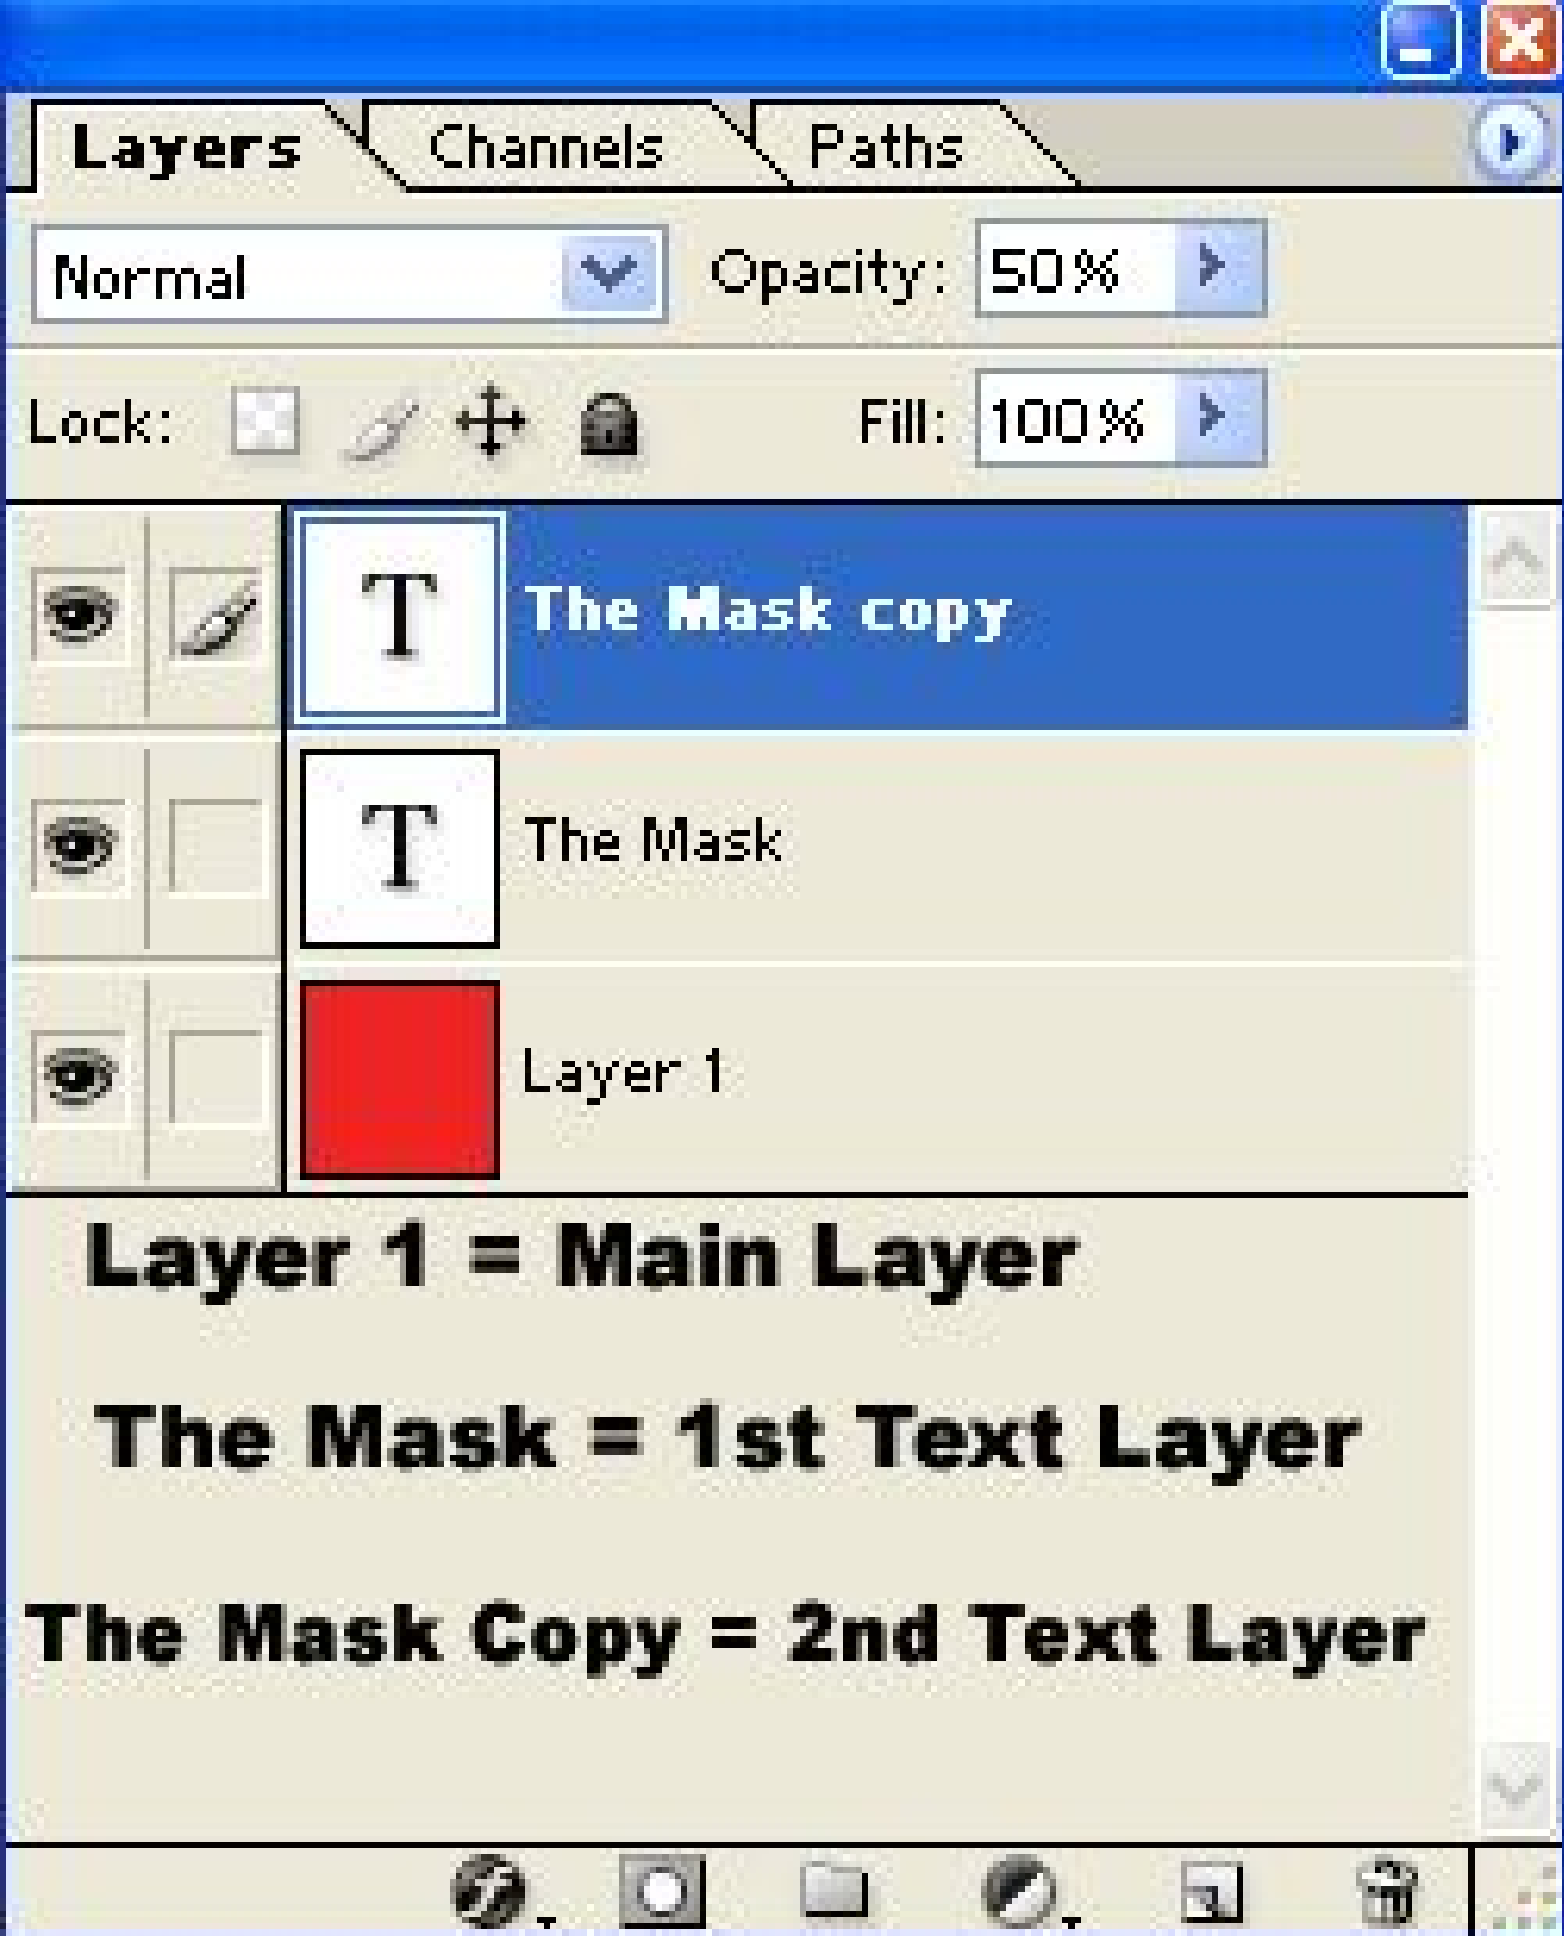 Layers Channels Paths
Normal Opacity: 50%
Lock: Fill: 100%
T The Mask copy
T The Mask
Layer 1
Layer 1 = Main Layer
The Mask = 1st Text Layer
The Mask Copy = 2nd Text Layer